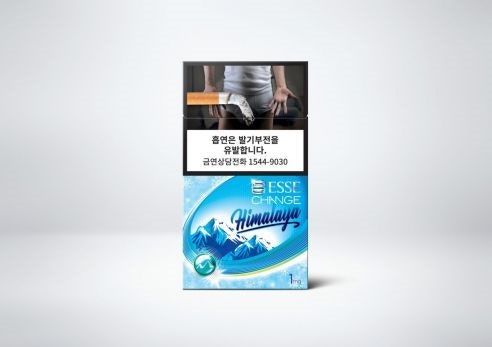 흡연은 발기부전을
유발합니다.
금연상담전화 1544-9030
ESSE
CHANGE
Himalaya
1mg